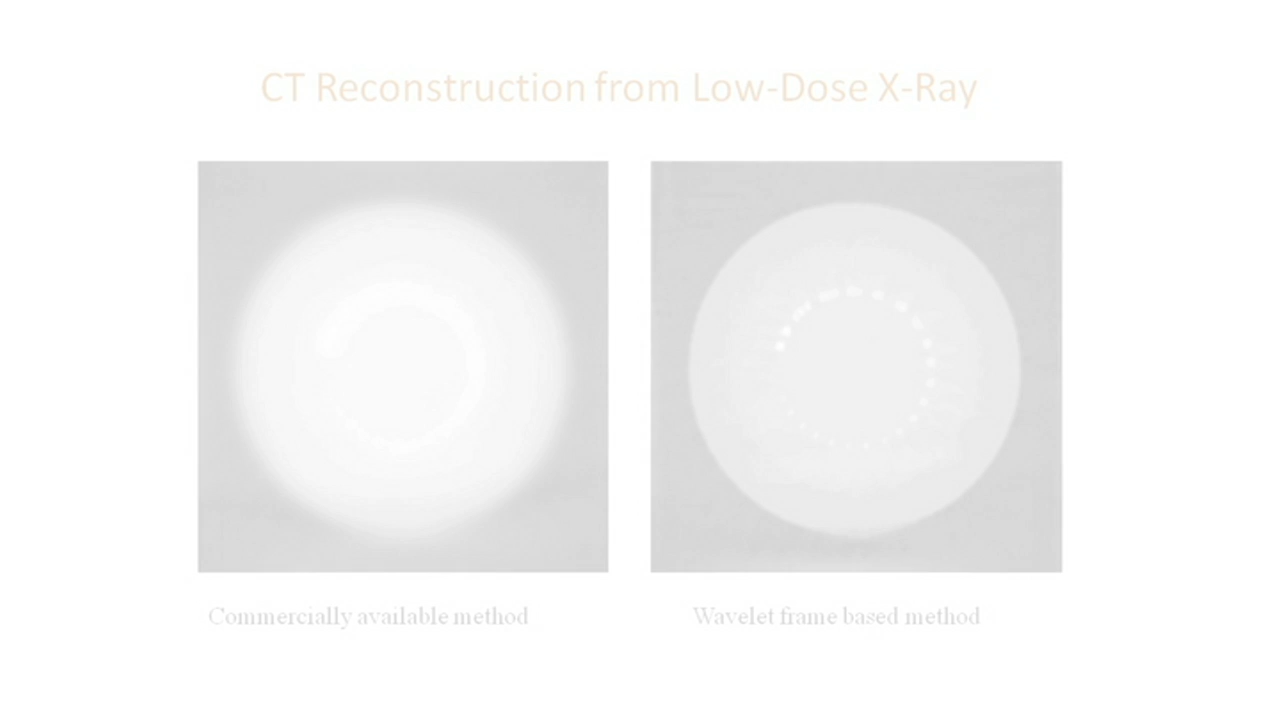 CT Reconstruction from Low-Dose X-Ray
Commercially available method
Wavelet frame based method